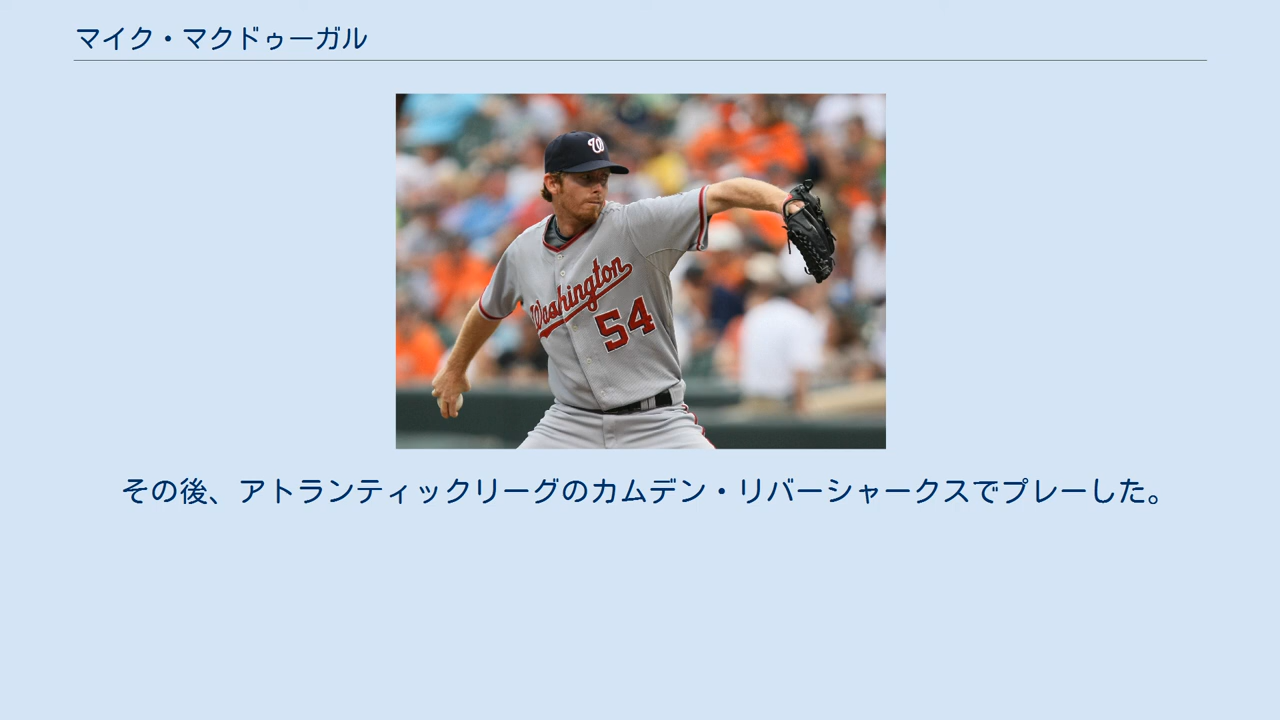 マイク・マクドゥーガル
W
Washington
54
その後、アトランティックリーグのカムデン・リバーシャークスでプレーした。